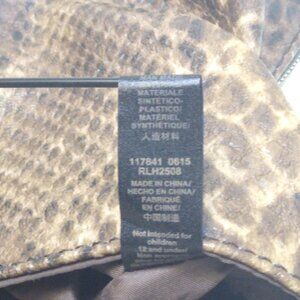 MATERIALE
SINTETICO-
PLASTICO/
MATÉRIEL
SYNTHÉTIQUE/
人造材料
117841 0615
RLH2508
MADE IN CHINA/
HECHO EN CHINA/
FABRIQUÉ
EN CHINE/
中国制造
Not intended for
children
12 and under/